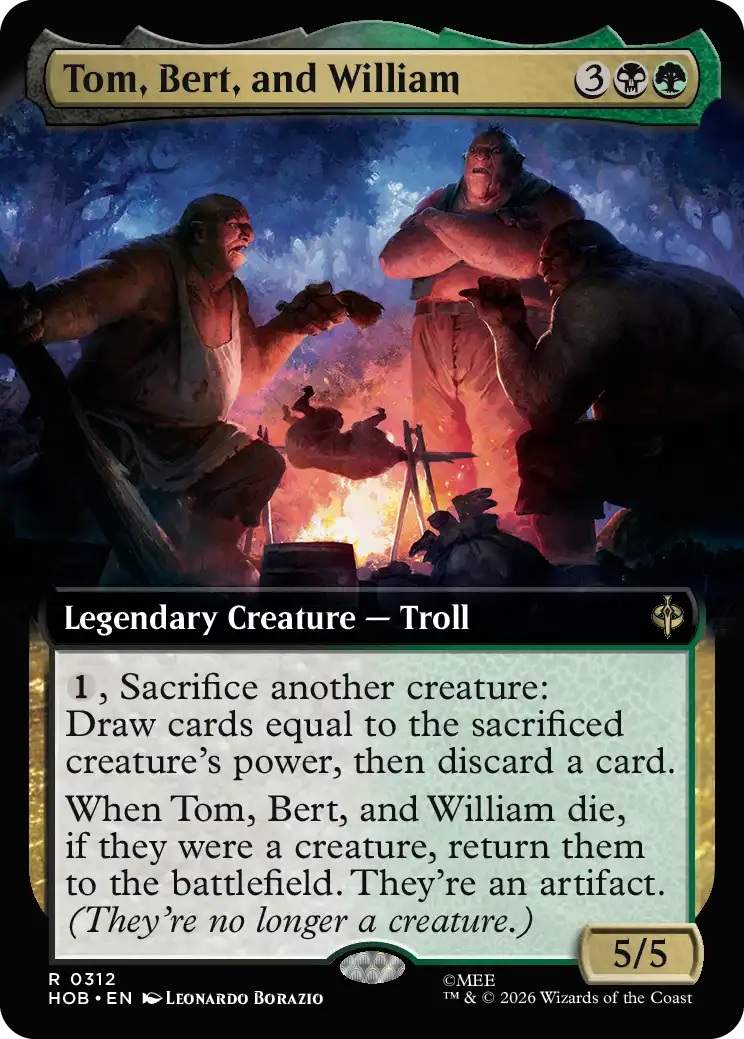 Tom, Bert, and William 3
Legendary Creature — Troll
1, Sacrifice another creature:
Draw cards equal to the sacrificed
creature's power, then discard a card.
When Tom, Bert, and William die,
if they were a creature, return them
to the battlefield. They're an artifact.
(They're no longer a creature.)
5/5
R 0312
HOB • EN Leonardo Borazio
©MEE
™ & © 2026 Wizards of the Coast